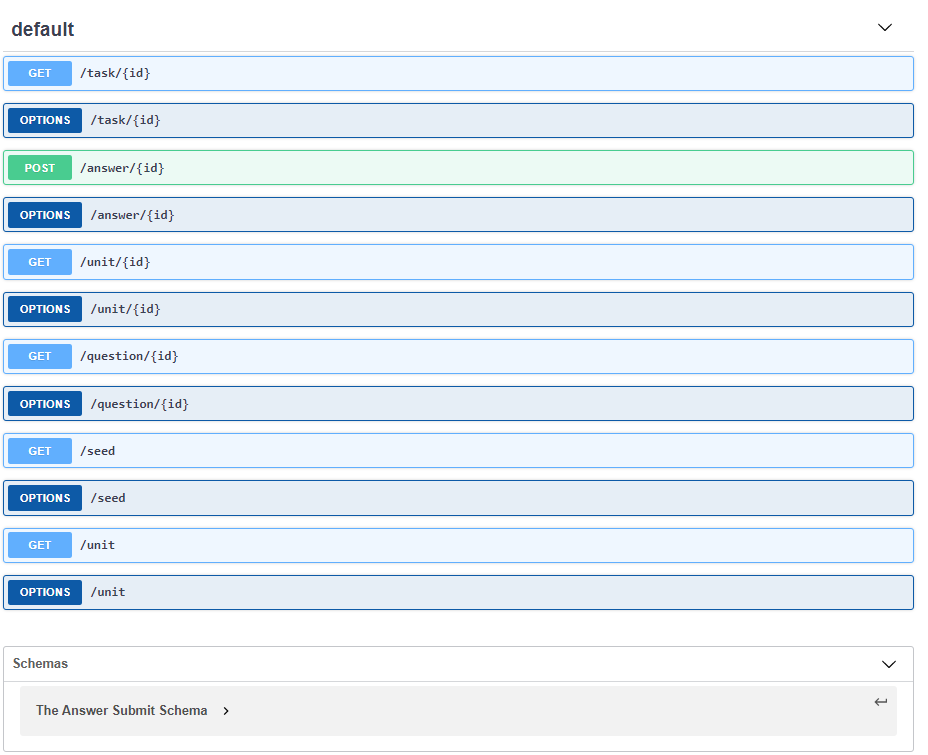 default
GET /task/{id}
OPTIONS /task/{id}
POST /answer/{id}
OPTIONS /answer/{id}
GET /unit/{id}
OPTIONS /unit/{id}
GET /question/{id}
OPTIONS /question/{id}
GET /seed
OPTIONS /seed
GET /unit
OPTIONS /unit
Schemas
The Answer Submit Schema